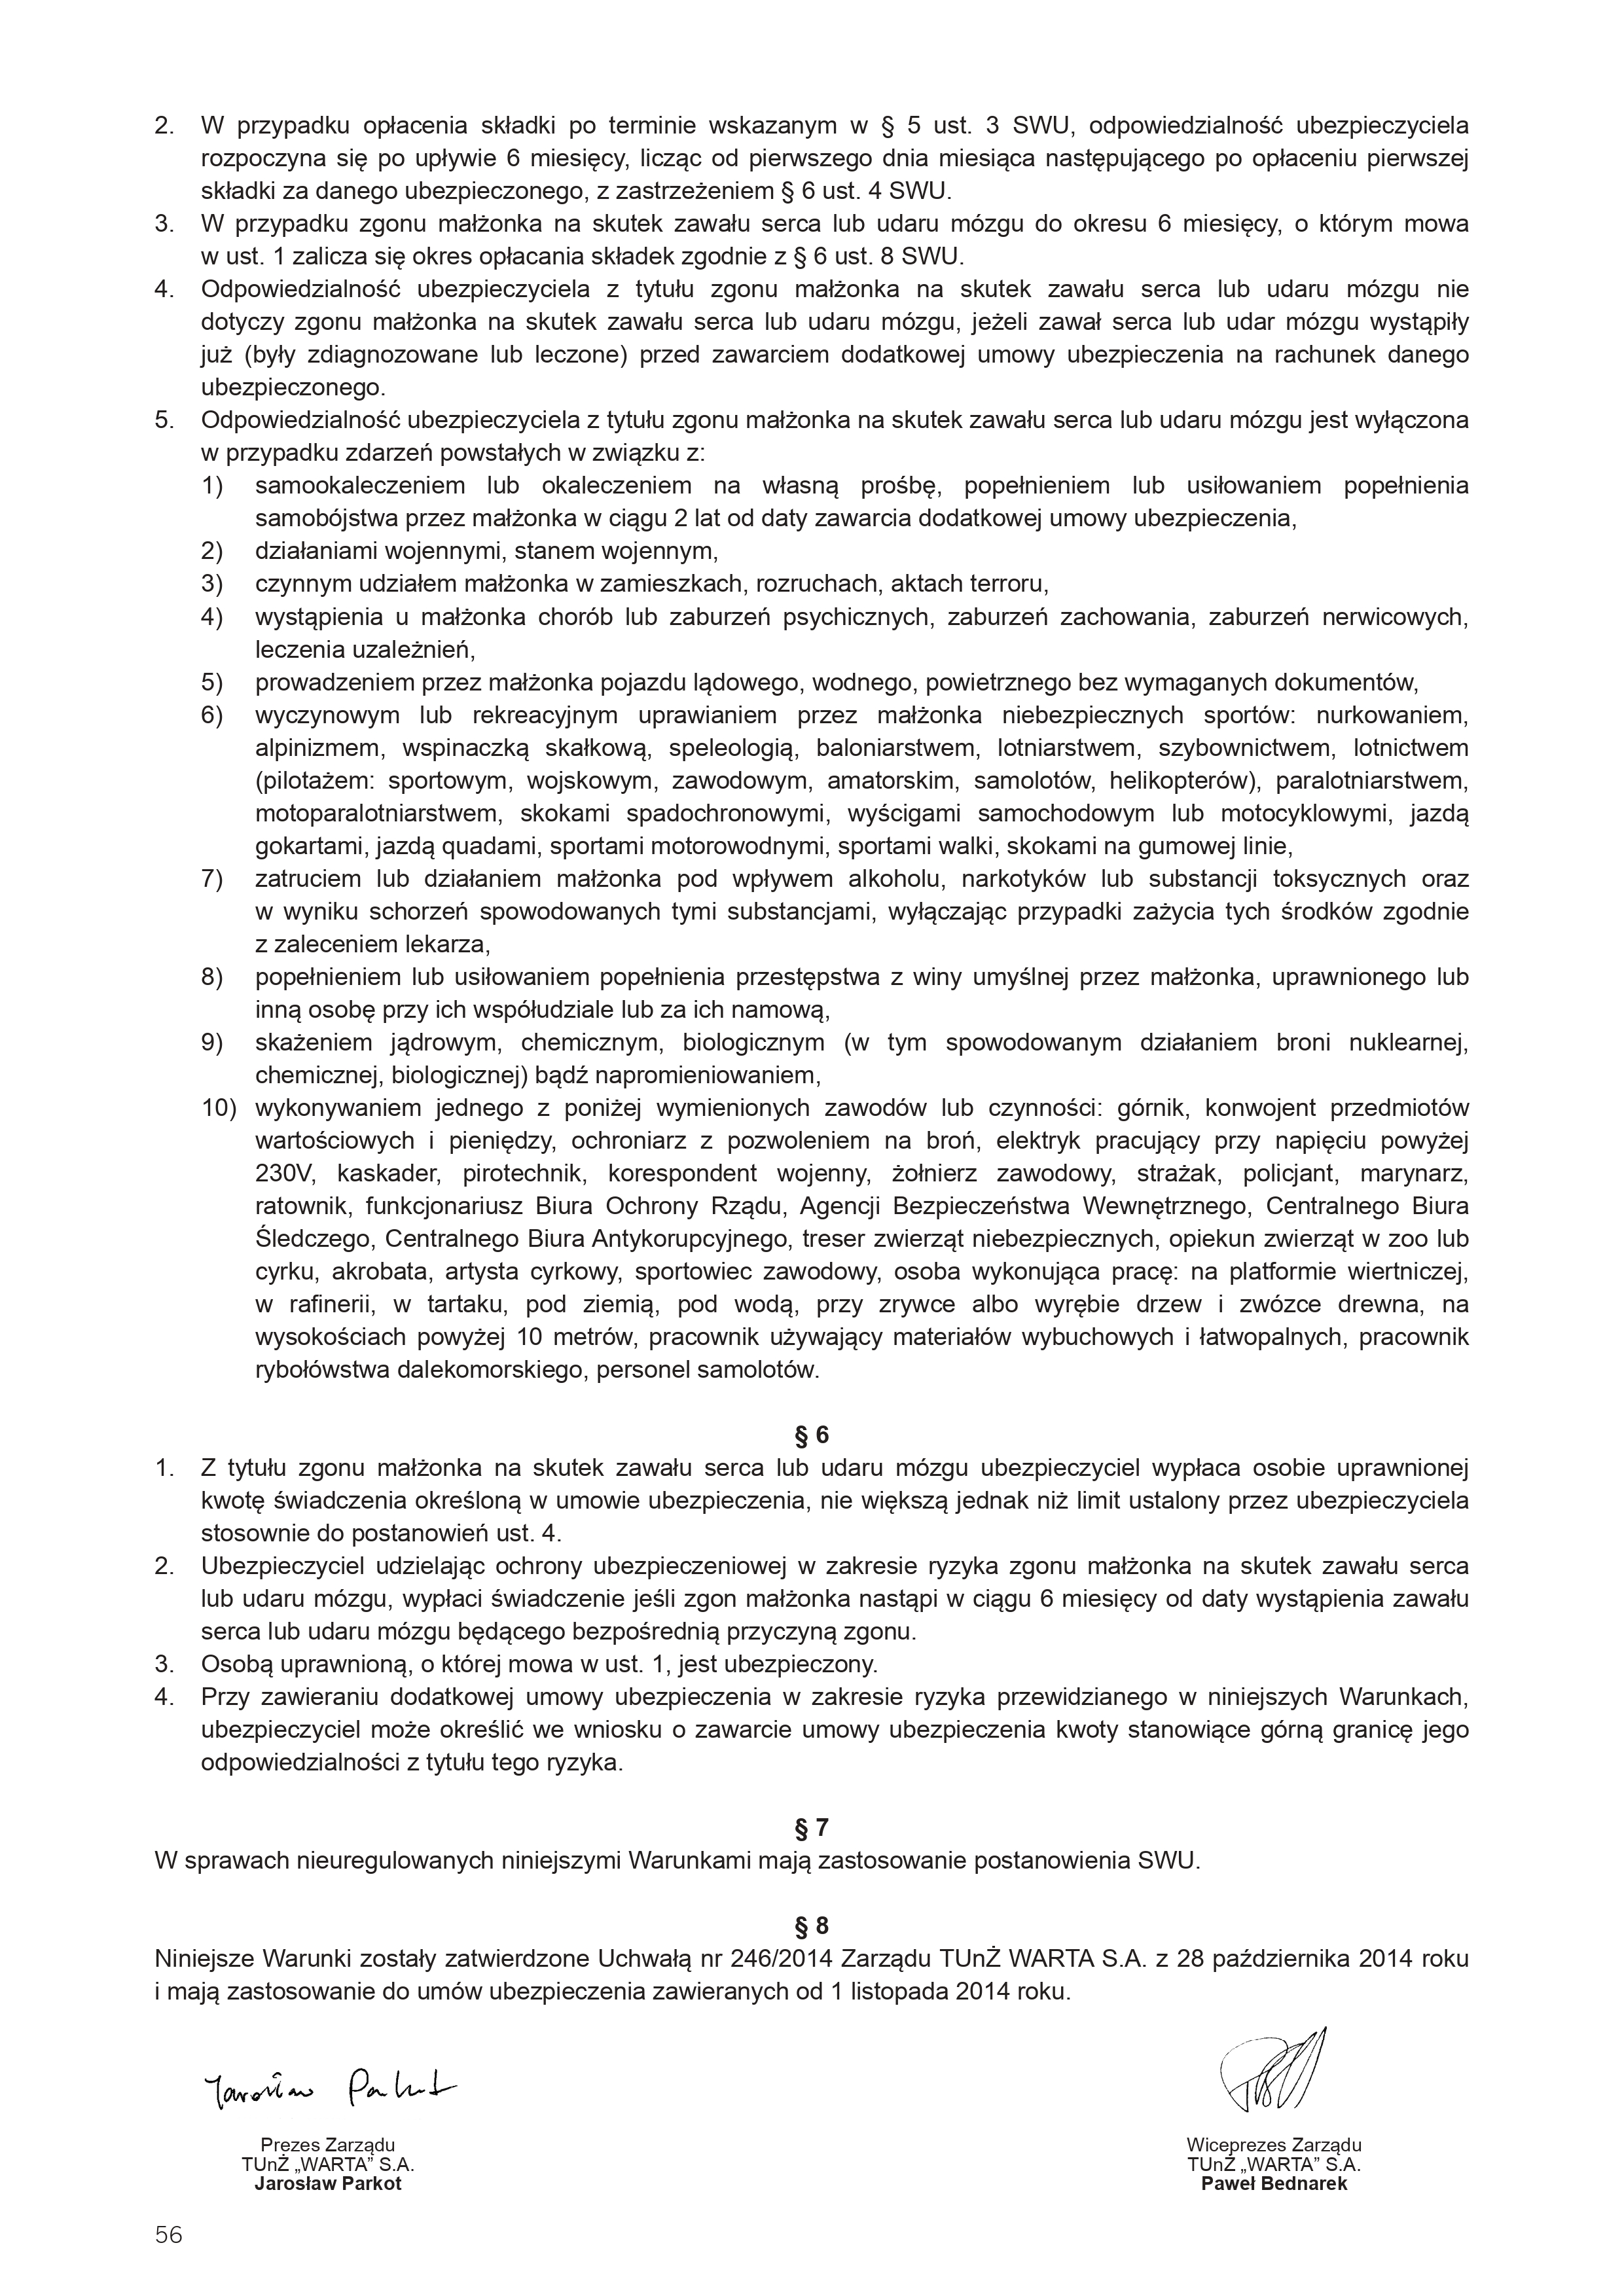 2. W przypadku opłacenia składki po terminie wskazanym w § 5 ust. 3 SWU, odpowiedzialność ubezpieczyciela
rozpoczyna się po upływie 6 miesięcy, licząc od pierwszego dnia miesiąca następującego po opłaceniu pierwszej
składki za danego ubezpieczonego, z zastrzeżeniem § 6 ust. 4 SWU.
3. W przypadku zgonu małżonka na skutek zawału serca lub udaru mózgu do okresu 6 miesięcy, o którym mowa
w ust. 1 zalicza się okres opłacania składek zgodnie z § 6 ust. 8 SWU.
4. Odpowiedzialność ubezpieczyciela z tytułu zgonu małżonka na skutek zawału serca lub udaru mózgu nie
dotyczy zgonu małżonka na skutek zawału serca lub udaru mózgu, jeżeli zawał serca lub udar mózgu wystąpiły
już (były zdiagnozowane lub leczone) przed zawarciem dodatkowej umowy ubezpieczenia na rachunek danego
ubezpieczonego.
5. Odpowiedzialność ubezpieczyciela z tytułu zgonu małżonka na skutek zawału serca lub udaru mózgu jest wyłączona
w przypadku zdarzeń powstałych w związku z:
1) samookaleczeniem lub okaleczeniem na własną prośbę, popełnieniem lub usiłowaniem popełnienia
samobójstwa przez małżonka w ciągu 2 lat od daty zawarcia dodatkowej umowy ubezpieczenia,
2) działaniami wojennymi, stanem wojennym,
3) czynnym udziałem małżonka w zamieszkach, rozruchach, aktach terroru,
4) wystąpienia u małżonka chorób lub zaburzeń psychicznych, zaburzeń zachowania, zaburzeń nerwicowych,
leczenia uzależnień,
5) prowadzeniem przez małżonka pojazdu lądowego, wodnego, powietrznego bez wymaganych dokumentów,
6) wyczynowym lub rekreacyjnym uprawianiem przez małżonka niebezpiecznych sportów: nurkowaniem,
alpinizmem, wspinaczką skałkową, speleologią, baloniarstwem, lotniarstwem, szybownictwem, lotnictwem
(pilotażem: sportowym, wojskowym, zawodowym, amatorskim, samolotów, helikopterów), paralotniarstwem,
motoparalotniarstwem, skokami spadochronowymi, wyścigami samochodowym lub motocyklowymi, jazdą
gokartami, jazdą quadami, sportami motorowodnymi, sportami walki, skokami na gumowej linie,
7) zatruciem lub działaniem małżonka pod wpływem alkoholu, narkotyków lub substancji toksycznych oraz
w wyniku schorzeń spowodowanych tymi substancjami, wyłączając przypadki zażycia tych środków zgodnie
z zaleceniem lekarza,
8) popełnieniem lub usiłowaniem popełnienia przestępstwa z winy umyślnej przez małżonka, uprawnionego lub
inną osobę przy ich współudziale lub za ich namową,
9) skażeniem jądrowym, chemicznym, biologicznym (w tym spowodowanym działaniem broni nuklearnej,
chemicznej, biologicznej) bądź napromieniowaniem,
10) wykonywaniem jednego z poniżej wymienionych zawodów lub czynności: górnik, konwojent przedmiotów
wartościowych i pieniędzy, ochroniarz z pozwoleniem na broń, elektryk pracujący przy napięciu powyżej
230V, kaskader, pirotechnik, korespondent wojenny, żołnierz zawodowy, strażak, policjant, marynarz,
ratownik, funkcjonariusz Biura Ochrony Rządu, Agencji Bezpieczeństwa Wewnętrznego, Centralnego Biura
Śledczego, Centralnego Biura Antykorupcyjnego, treser zwierząt niebezpiecznych, opiekun zwierząt w zoo lub
cyrku, akrobata, artysta cyrkowy, sportowiec zawodowy, osoba wykonująca pracę: na platformie wiertniczej,
w rafinerii, w tartaku, pod ziemią, pod wodą, przy zrywce albo wyrębie drzew i zwózce drewna, na
wysokościach powyżej 10 metrów, pracownik używający materiałów wybuchowych i łatwopalnych, pracownik
rybołówstwa dalekomorskiego, personel samolotów.
§ 6
1. Z tytułu zgonu małżonka na skutek zawału serca lub udaru mózgu ubezpieczyciel wypłaca osobie uprawnionej
kwotę świadczenia określoną w umowie ubezpieczenia, nie większą jednak niż limit ustalony przez ubezpieczyciela
stosownie do postanowień ust. 4.
2. Ubezpieczyciel udzielając ochrony ubezpieczeniowej w zakresie ryzyka zgonu małżonka na skutek zawału serca
lub udaru mózgu, wypłaci świadczenie jeśli zgon małżonka nastąpi w ciągu 6 miesięcy od daty wystąpienia zawału
serca lub udaru mózgu będącego bezpośrednią przyczyną zgonu.
3. Osobą uprawnioną, o której mowa w ust. 1, jest ubezpieczony.
4. Przy zawieraniu dodatkowej umowy ubezpieczenia w zakresie ryzyka przewidzianego w niniejszych Warunkach,
ubezpieczyciel może określić we wniosku o zawarcie umowy ubezpieczenia kwoty stanowiące górną granicę jego
odpowiedzialności z tytułu tego ryzyka.
§ 7
W sprawach nieuregulowanych niniejszymi Warunkami mają zastosowanie postanowienia SWU.
§ 8
Niniejsze Warunki zostały zatwierdzone Uchwałą nr 246/2014 Zarządu TUnŻ WARTA S.A. z 28 października 2014 roku
i mają zastosowanie do umów ubezpieczenia zawieranych od 1 listopada 2014 roku.
Jarosław Parkot
Prezes Zarządu
TUnŻ „WARTA” S.A.
Jarosław Parkot
Wiceprezes Zarządu
TUnŻ „WARTA” S.A.
Paweł Bednarek
56